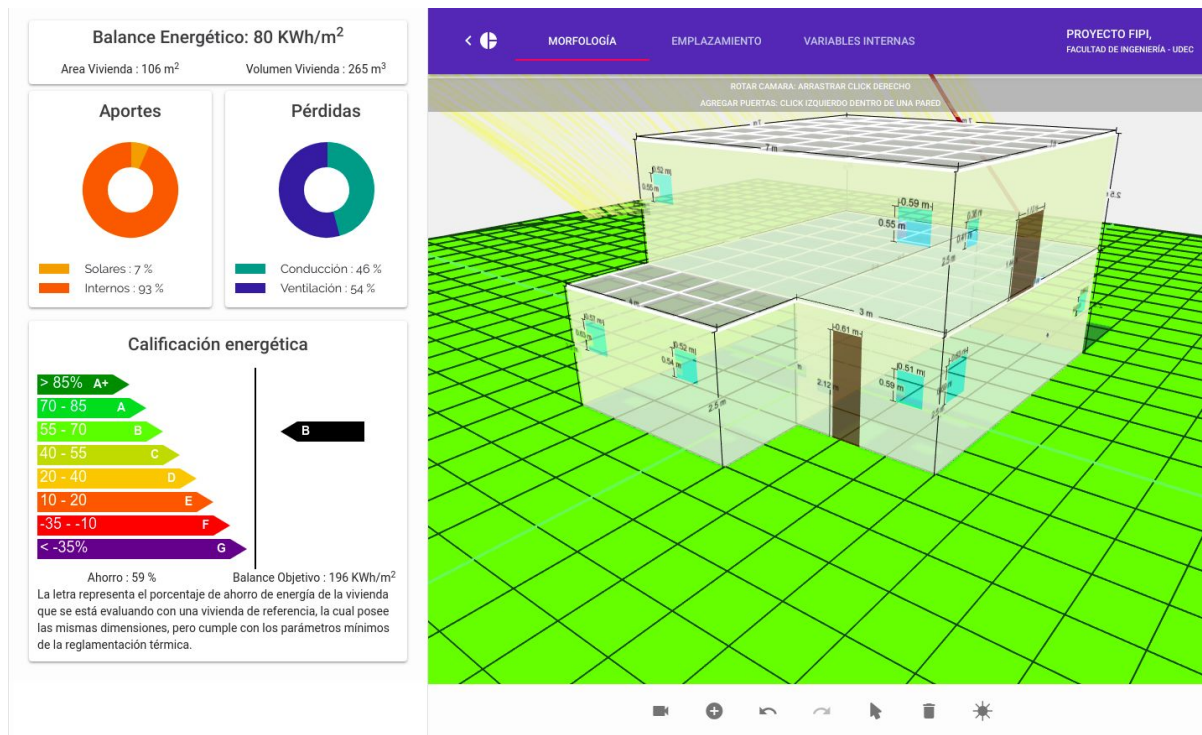 Balance Energético: 80 KWh/m2
Area Vivienda : 106 m2
Volumen Vivienda : 265 m3
Aportes
Solares : 7 %
Internos : 93 %
Pérdidas
Conducción : 46 %
Ventilación : 54 %
Calificación energética
> 85% A+
70 - 85 A
55 - 70 B
40 - 55 C
20 - 40 D
10 - 20 E
-35 - -10 F
< -35% G
B
Ahorro : 59 %
Balance Objetivo : 196 KWh/m2
La letra representa el porcentaje de ahorro de energía de la vivienda
que se está evaluando con una vivienda de referencia, la cual posee
las mismas dimensiones, pero cumple con los parámetros mínimos
de la reglamentación térmica.
MORFOLOGÍA
EMPLAZAMIENTO
VARIABLES INTERNAS
PROYECTO FIPI,
FACULTAD DE INGENIERÍA - UDEC
ROTAR CAMARA: ARRASTRAR CLICK DERECHO
AGREGAR PUERTAS: CLICK IZQUIERDO DENTRO DE UNA PARED
7 m
0.52 m
0.55 m
0.59 m
0.55 m
2.5 m
4 m
3 m
0.52 m
0.54 m
0.61 m
2.12 m
0.51 m
0.59 m
2.5 m